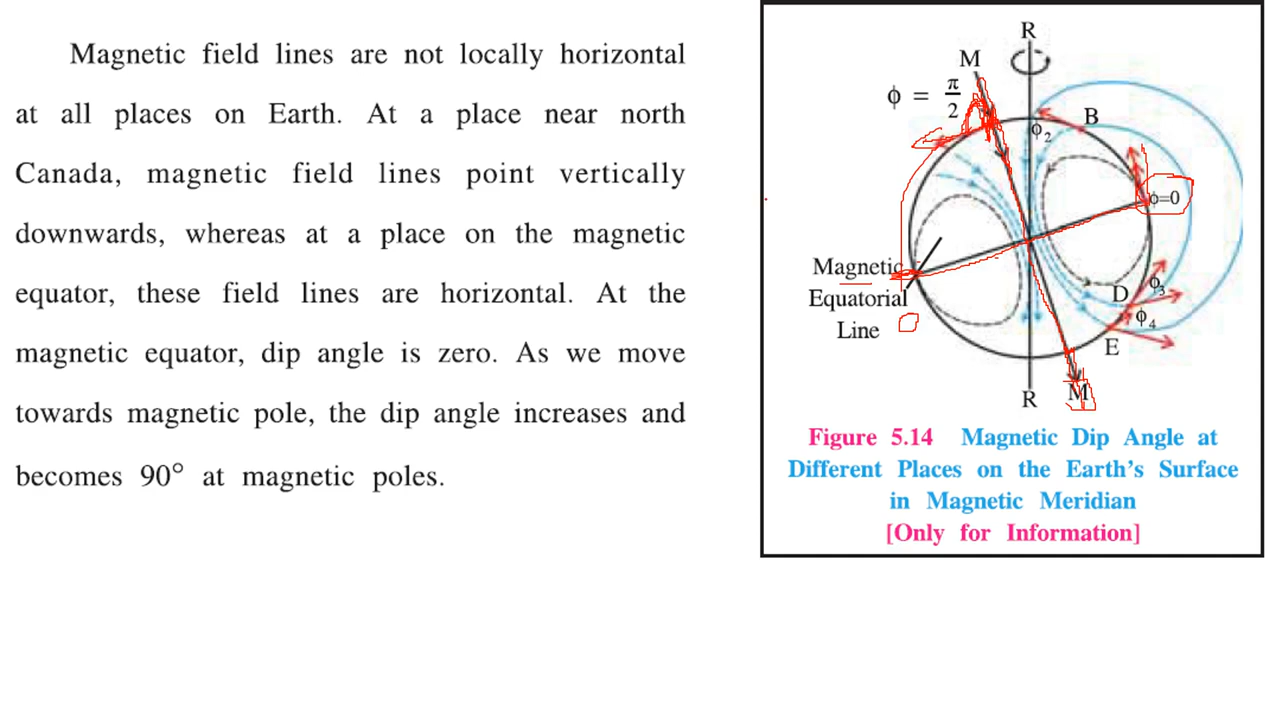 Magnetic field lines are not locally horizontal
at all places on Earth. At a place near north
Canada, magnetic field lines point vertically
downwards, whereas at a place on the magnetic
equator, these field lines are horizontal. At the
magnetic equator, dip angle is zero. As we move
towards magnetic pole, the dip angle increases and
becomes 90° at magnetic poles.
R
M
ϕ = π/2
B
ϕ2
ϕ=0
Magnetic
Equatorial
Line
D
ϕ3
ϕ4
E
R
M
Figure 5.14 Magnetic Dip Angle at
Different Places on the Earth's Surface
in Magnetic Meridian
[Only for Information]